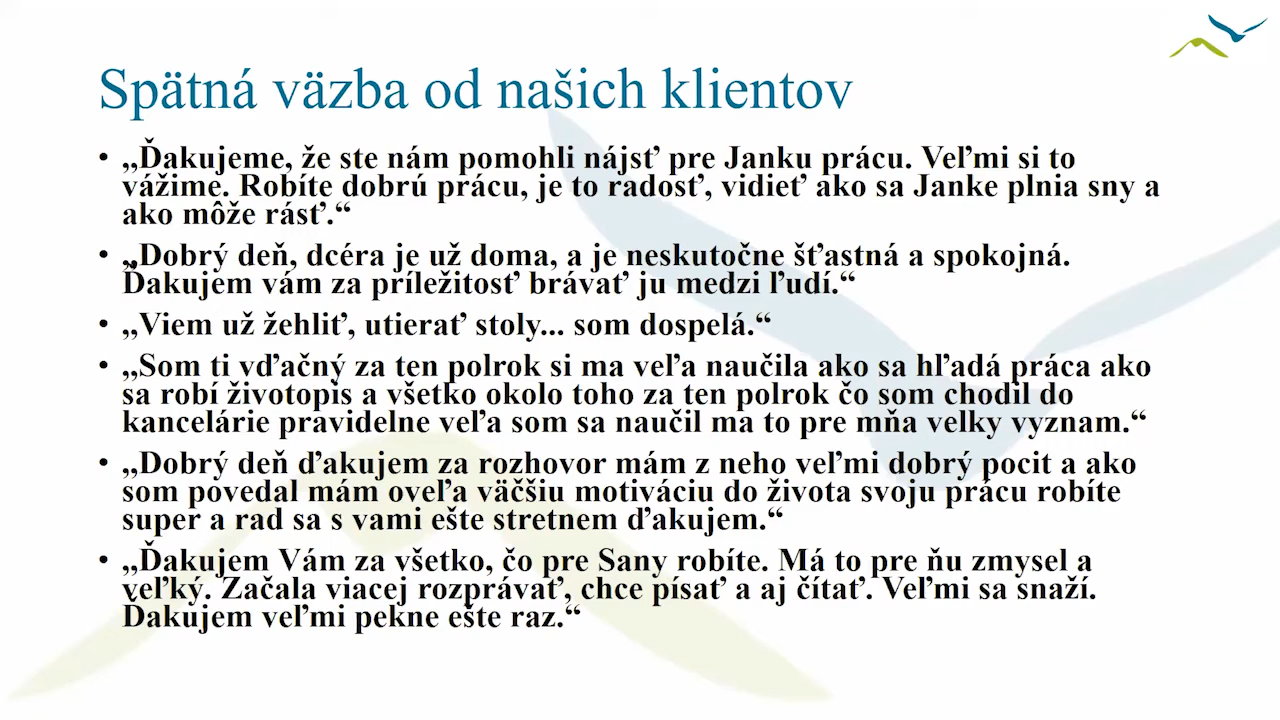 Spätná väzba od našich klientov
• „Ďakujeme, že ste nám pomohli nájsť pre Janku prácu. Veľmi si to
vážime. Robíte dobrú prácu, je to radosť, vidieť ako sa Janke plnia sny a
ako môže rásť.“
• „Dobrý deň, dcéra je už doma, a je neskutočne šťastná a spokojná.
Ďakujem vám za príležitosť brávať ju medzi ľudí.“
• „Viem už žehliť, utierať stoly... som dospelá.“
• „Som ti vďačný za ten polrok si ma veľa naučila ako sa hľadá práca ako
sa robí životopis a všetko okolo toho za ten polrok čo som chodil do
kancelárie pravidelne veľa som sa naučil ma to pre mňa velky vyznam.“
• „Dobrý deň ďakujem za rozhovor mám z neho veľmi dobrý pocit a ako
som povedal mám oveľa väčšiu motiváciu do života svoju prácu robíte
super a rad sa s vami ešte stretnem ďakujem.“
• „Ďakujem Vám za všetko, čo pre Sany robíte. Má to pre ňu zmysel a
veľký. Začala viacej rozprávať, chce písať a aj čítať. Veľmi sa snaží.
Ďakujem veľmi pekne ešte raz.“